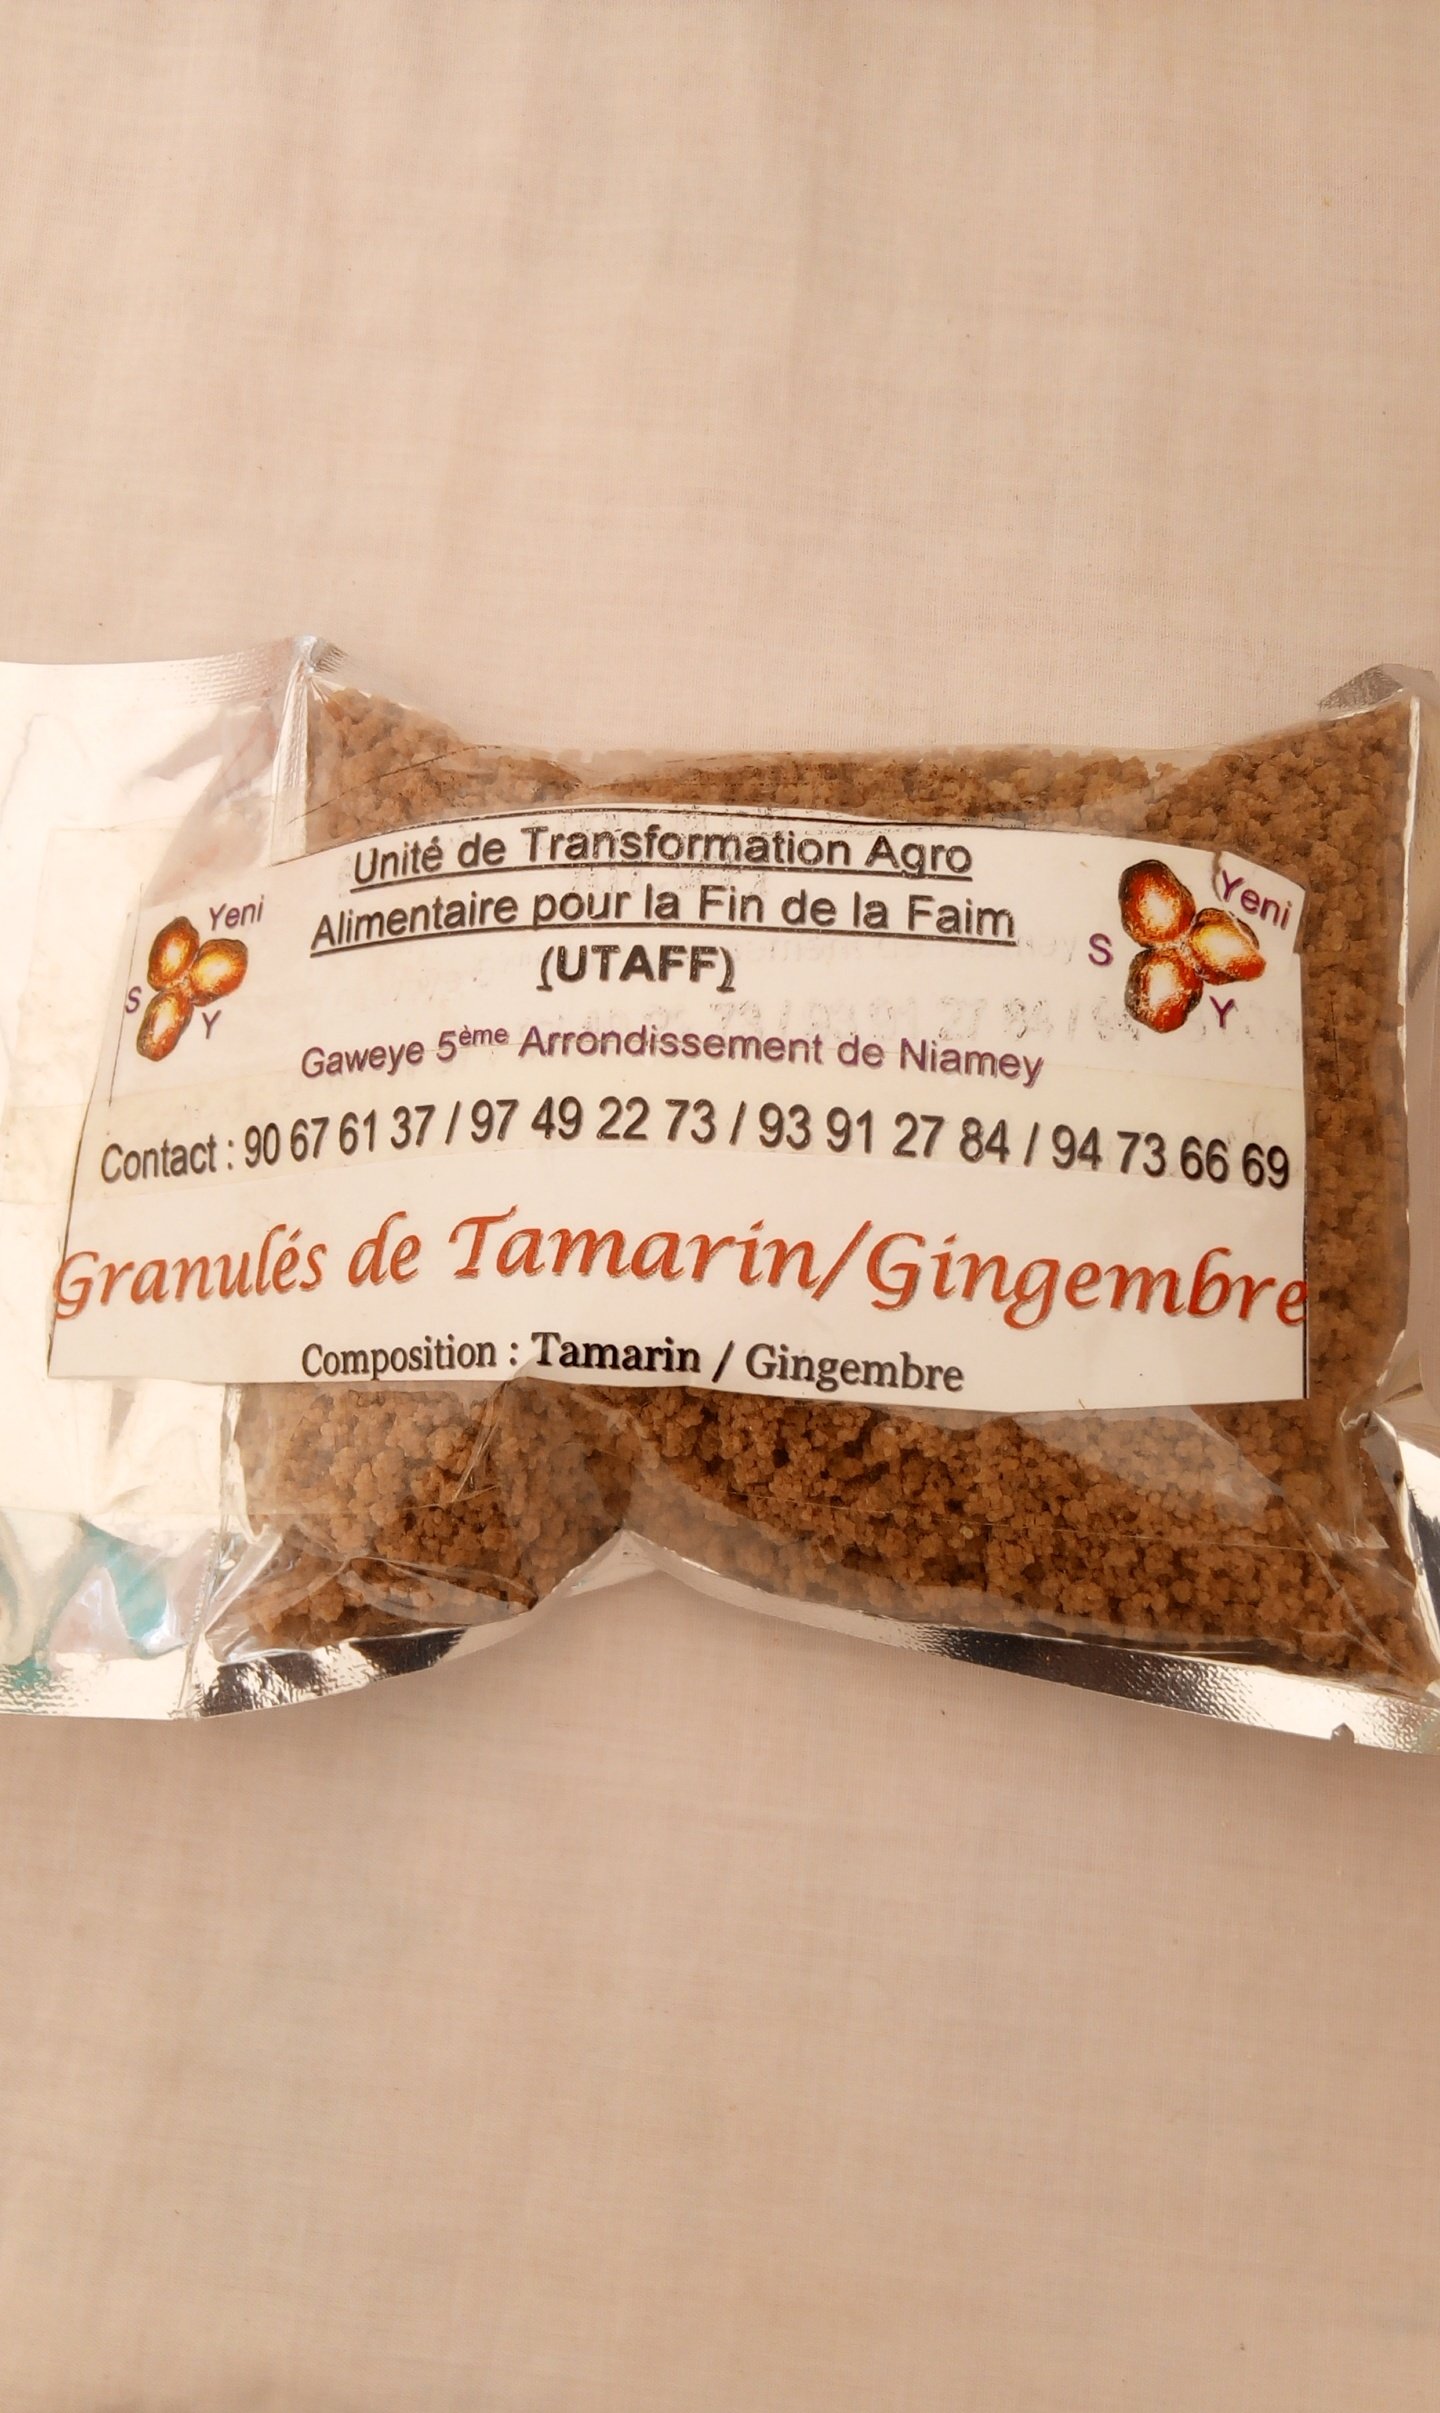 Unité de Transformation Agro
Alimentaire pour la Fin de la Faim
(UTAFF)
Yeni
S
Y
Yeni
S
Y
Gaweye 5ème Arrondissement de Niamey
Contact : 90 67 61 37 / 97 49 22 73 / 93 91 27 84 / 94 73 66 69
Granulés de Tamarin/Gingembre
Composition : Tamarin / Gingembre